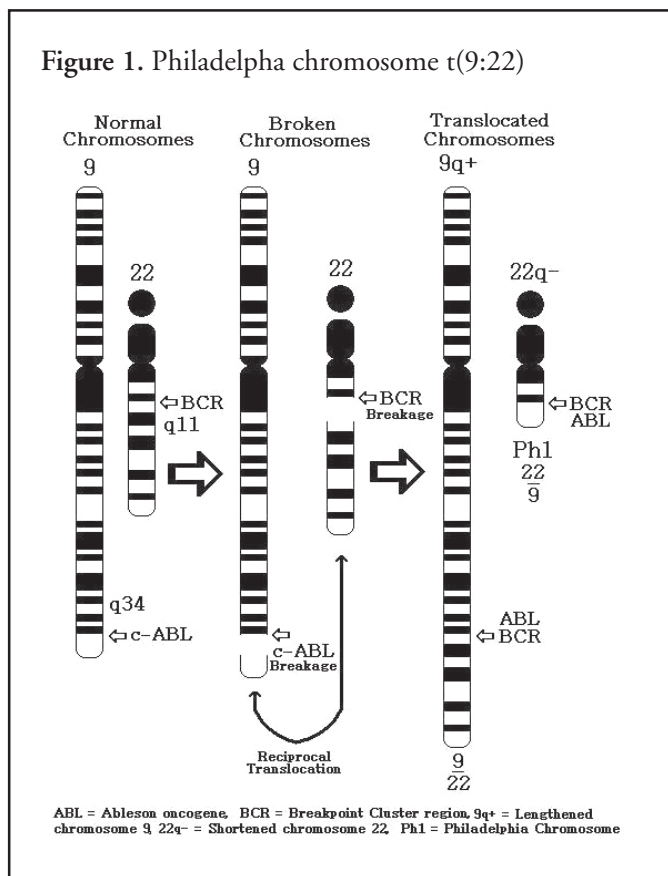 Figure 1. Philadelpha chromosome t(9:22)
Normal
Chromosomes
9
22
⇦BCR
q11
q34
⇦c-ABL
Broken
Chromosomes
9
22
⇦BCR
Breakage
⇦
c-ABL
Breakage
Reciprocal
Translocation
Translocated
Chromosomes
9q+
22q-
⇦BCR
ABL
Ph1
22
9
ABL
⇦BCR
9
22
ABL = Ableson oncogene, BCR = Breakpoint Cluster region, 9q+ = Lengthened
chromosome 9, 22q- = Shortened chromosome 22, Ph1 = Philadelphia Chromosome